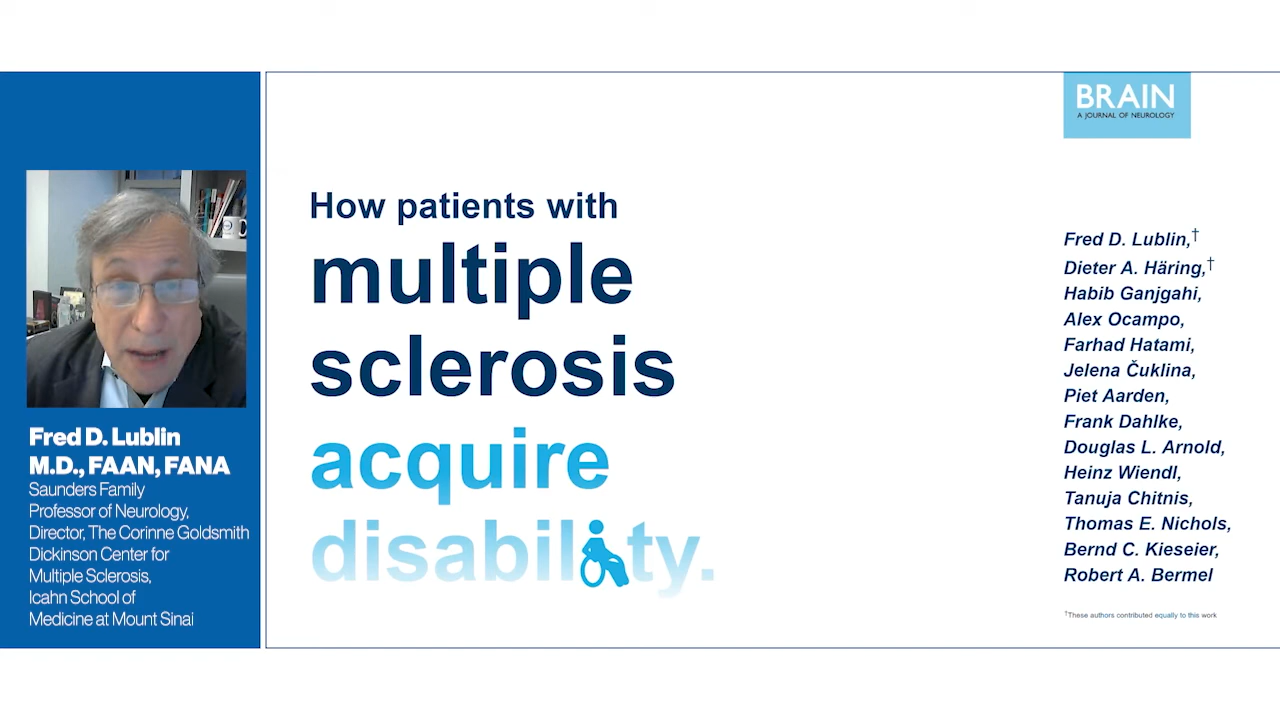 BRAIN
A JOURNAL OF NEUROLOGY
How patients with
multiple
sclerosis
acquire
disability.
Fred D. Lublin
M.D., FAAN, FANA
Saunders Family
Professor of Neurology,
Director, The Corinne Goldsmith
Dickinson Center for
Multiple Sclerosis,
Icahn School of
Medicine at Mount Sinai
Fred D. Lublin,†
Dieter A. Häring,†
Habib Ganjgahi,
Alex Ocampo,
Farhad Hatami,
Jelena Čuklina,
Piet Aarden,
Frank Dahlke,
Douglas L. Arnold,
Heinz Wiendl,
Tanuja Chitnis,
Thomas E. Nichols,
Bernd C. Kieseier,
Robert A. Bermel
†These authors contributed equally to this work